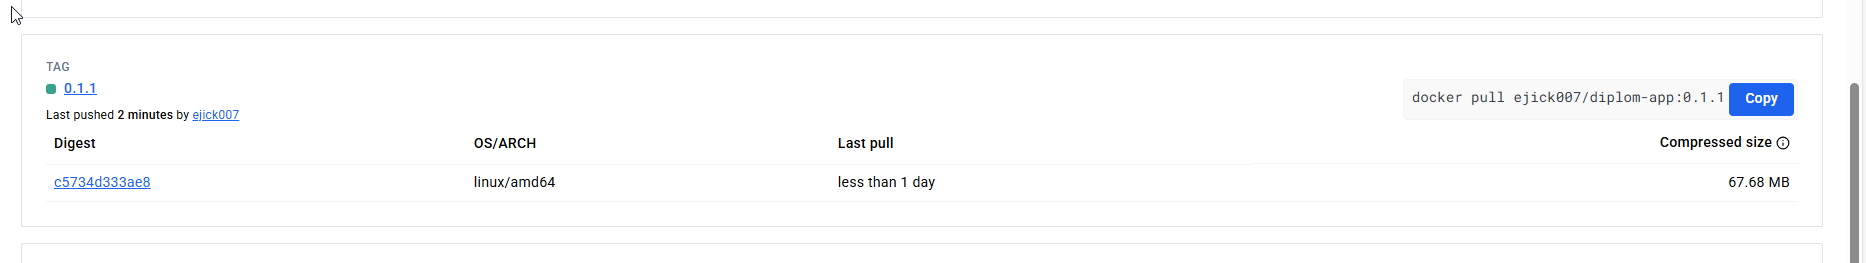 TAG
0.1.1
docker pull ejick007/diplom-app:0.1.1 Copy
Last pushed 2 minutes by ejick007
Digest OS/ARCH Last pull Compressed size
c5734d333ae8 linux/amd64 less than 1 day 67.68 MB